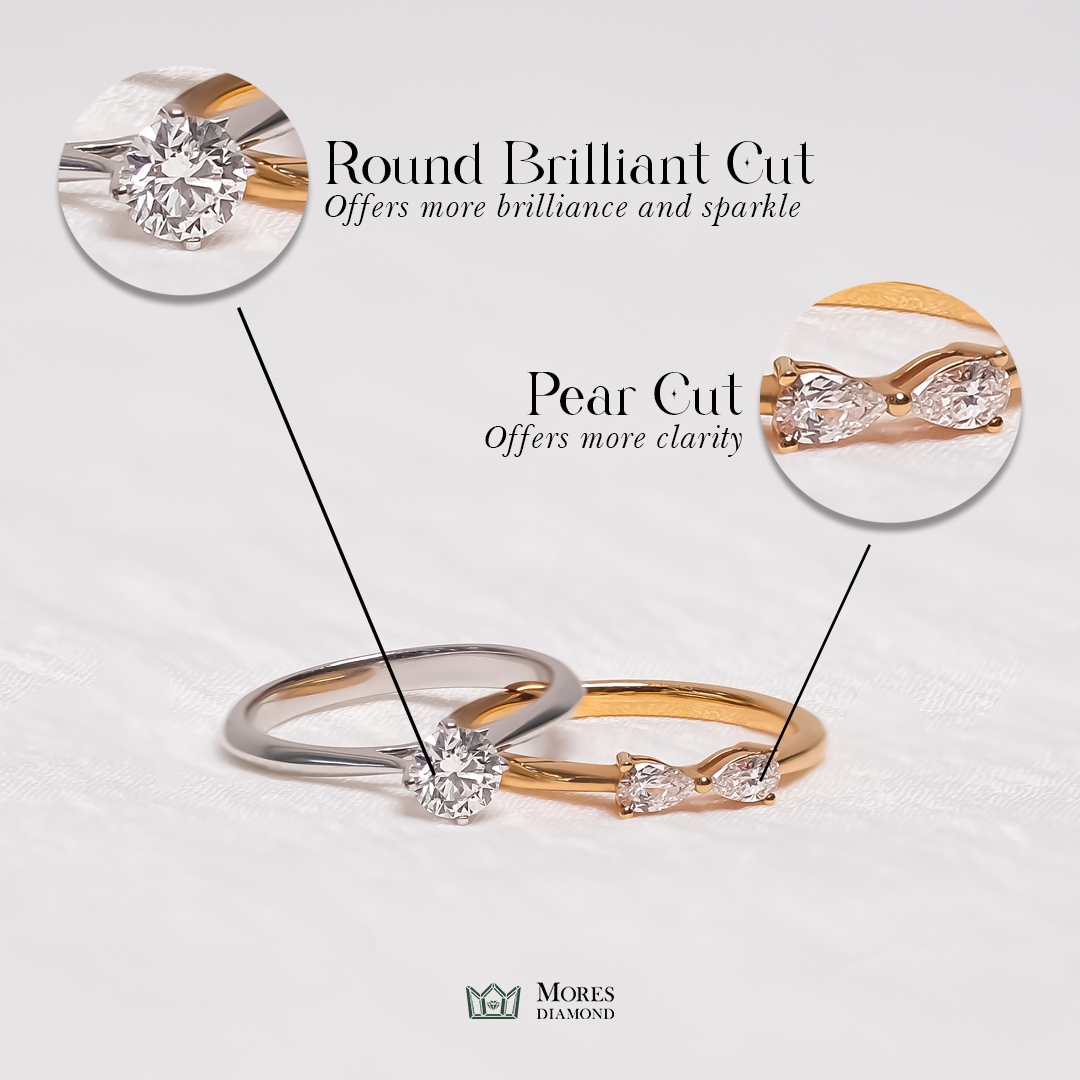 Round Brilliant Cut
Offers more brilliance and sparkle
Pear Cut
Offers more clarity
MORES
DIAMOND